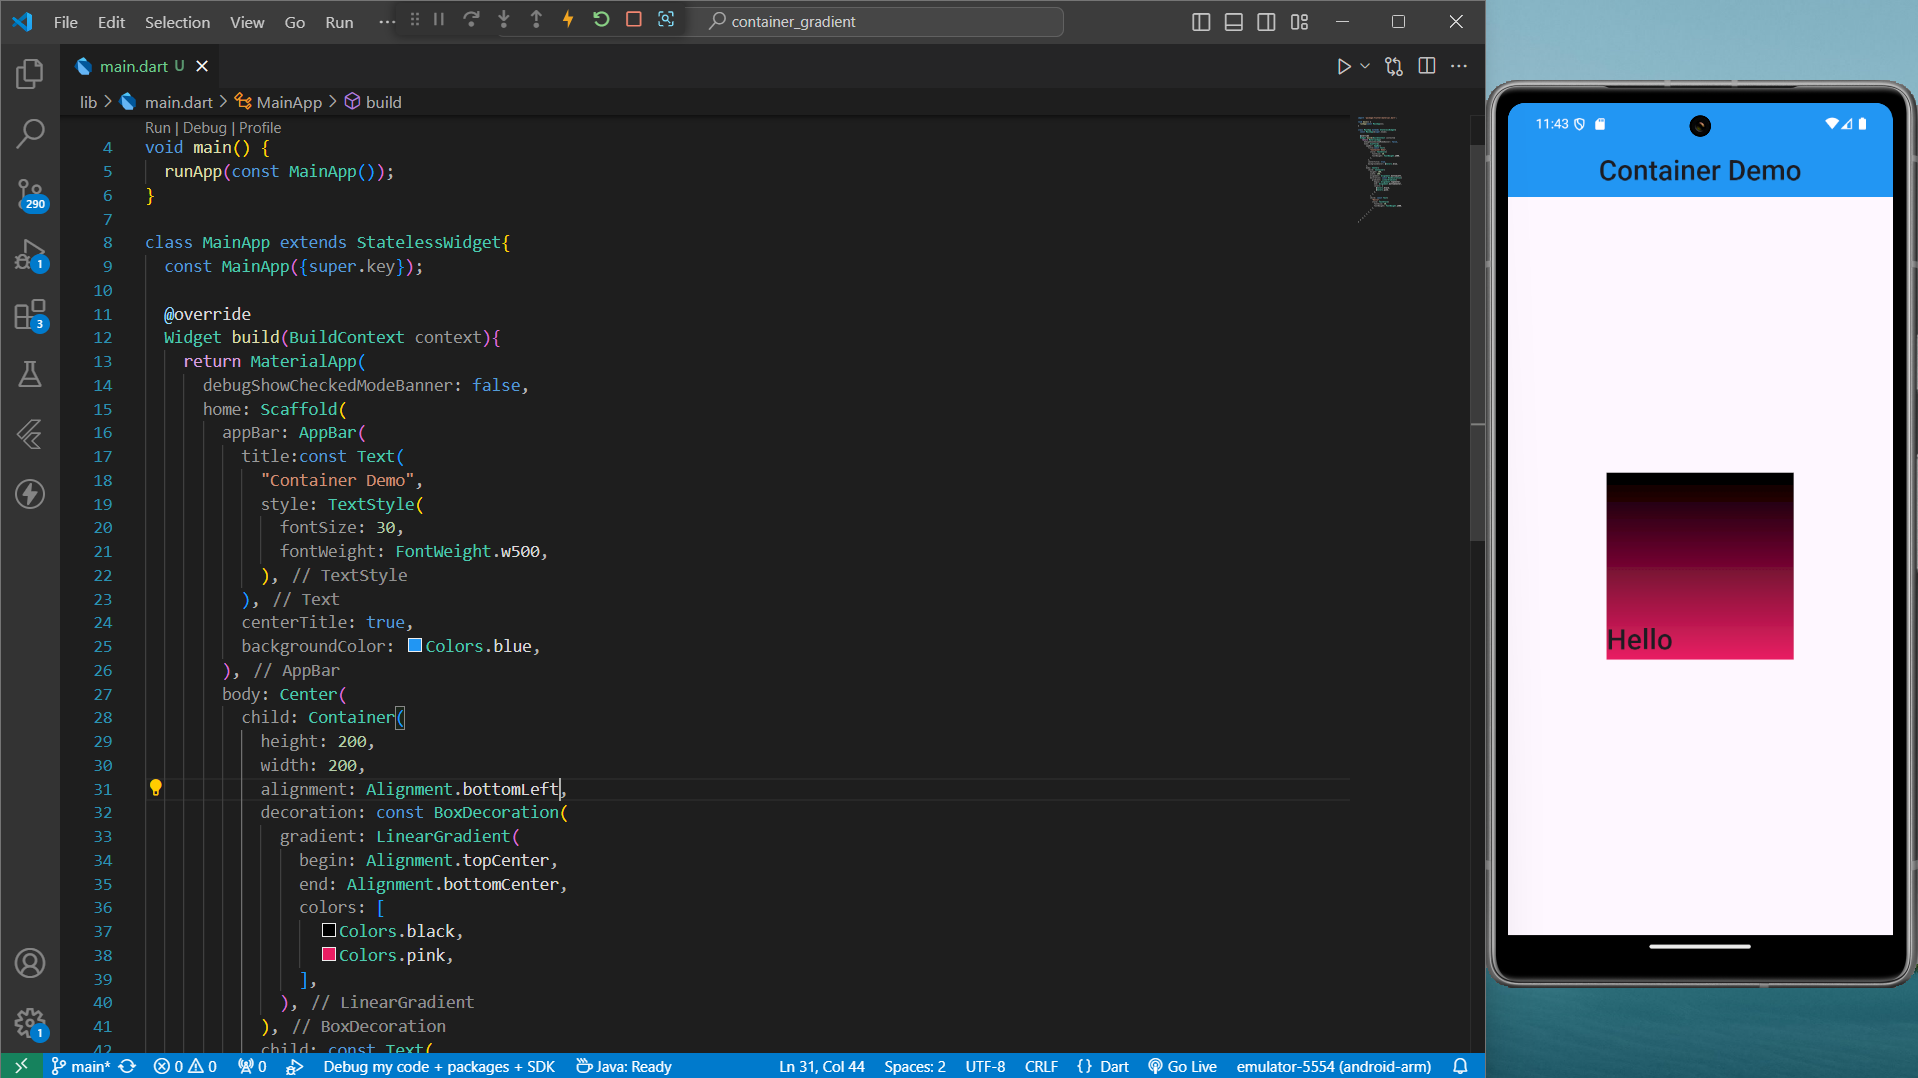 File Edit Selection View Go Run ··· container_gradient
main.dart U
lib > main.dart > MainApp > build
Run | Debug | Profile
4 void main() {
5 runApp(const MainApp());
6 }
7
8 class MainApp extends StatelessWidget{
9 const MainApp({super.key});
10
11 @override
12 Widget build(BuildContext context){
13 return MaterialApp(
14 debugShowCheckedModeBanner: false,
15 home: Scaffold(
16 appBar: AppBar(
17 title:const Text(
18 "Container Demo",
19 style: TextStyle(
20 fontSize: 30,
21 fontWeight: FontWeight.w500,
22 ), // TextStyle
23 ), // Text
24 centerTitle: true,
25 backgroundColor: Colors.blue,
26 ), // AppBar
27 body: Center(
28 child: Container(
29 height: 200,
30 width: 200,
31 alignment: Alignment.bottomLeft,
32 decoration: const BoxDecoration(
33 gradient: LinearGradient(
34 begin: Alignment.topCenter,
35 end: Alignment.bottomCenter,
36 colors: [
37 Colors.black,
38 Colors.pink,
39 ],
40 ), // LinearGradient
41 ), // BoxDecoration
42 child: const Text(
290
1
3
1
main* 0 0 0 Debug my code + packages + SDK Java: Ready Ln 31, Col 44 Spaces: 2 UTF-8 CRLF {} Dart Go Live emulator-5554 (android-arm)
11:43
Container Demo
Hello